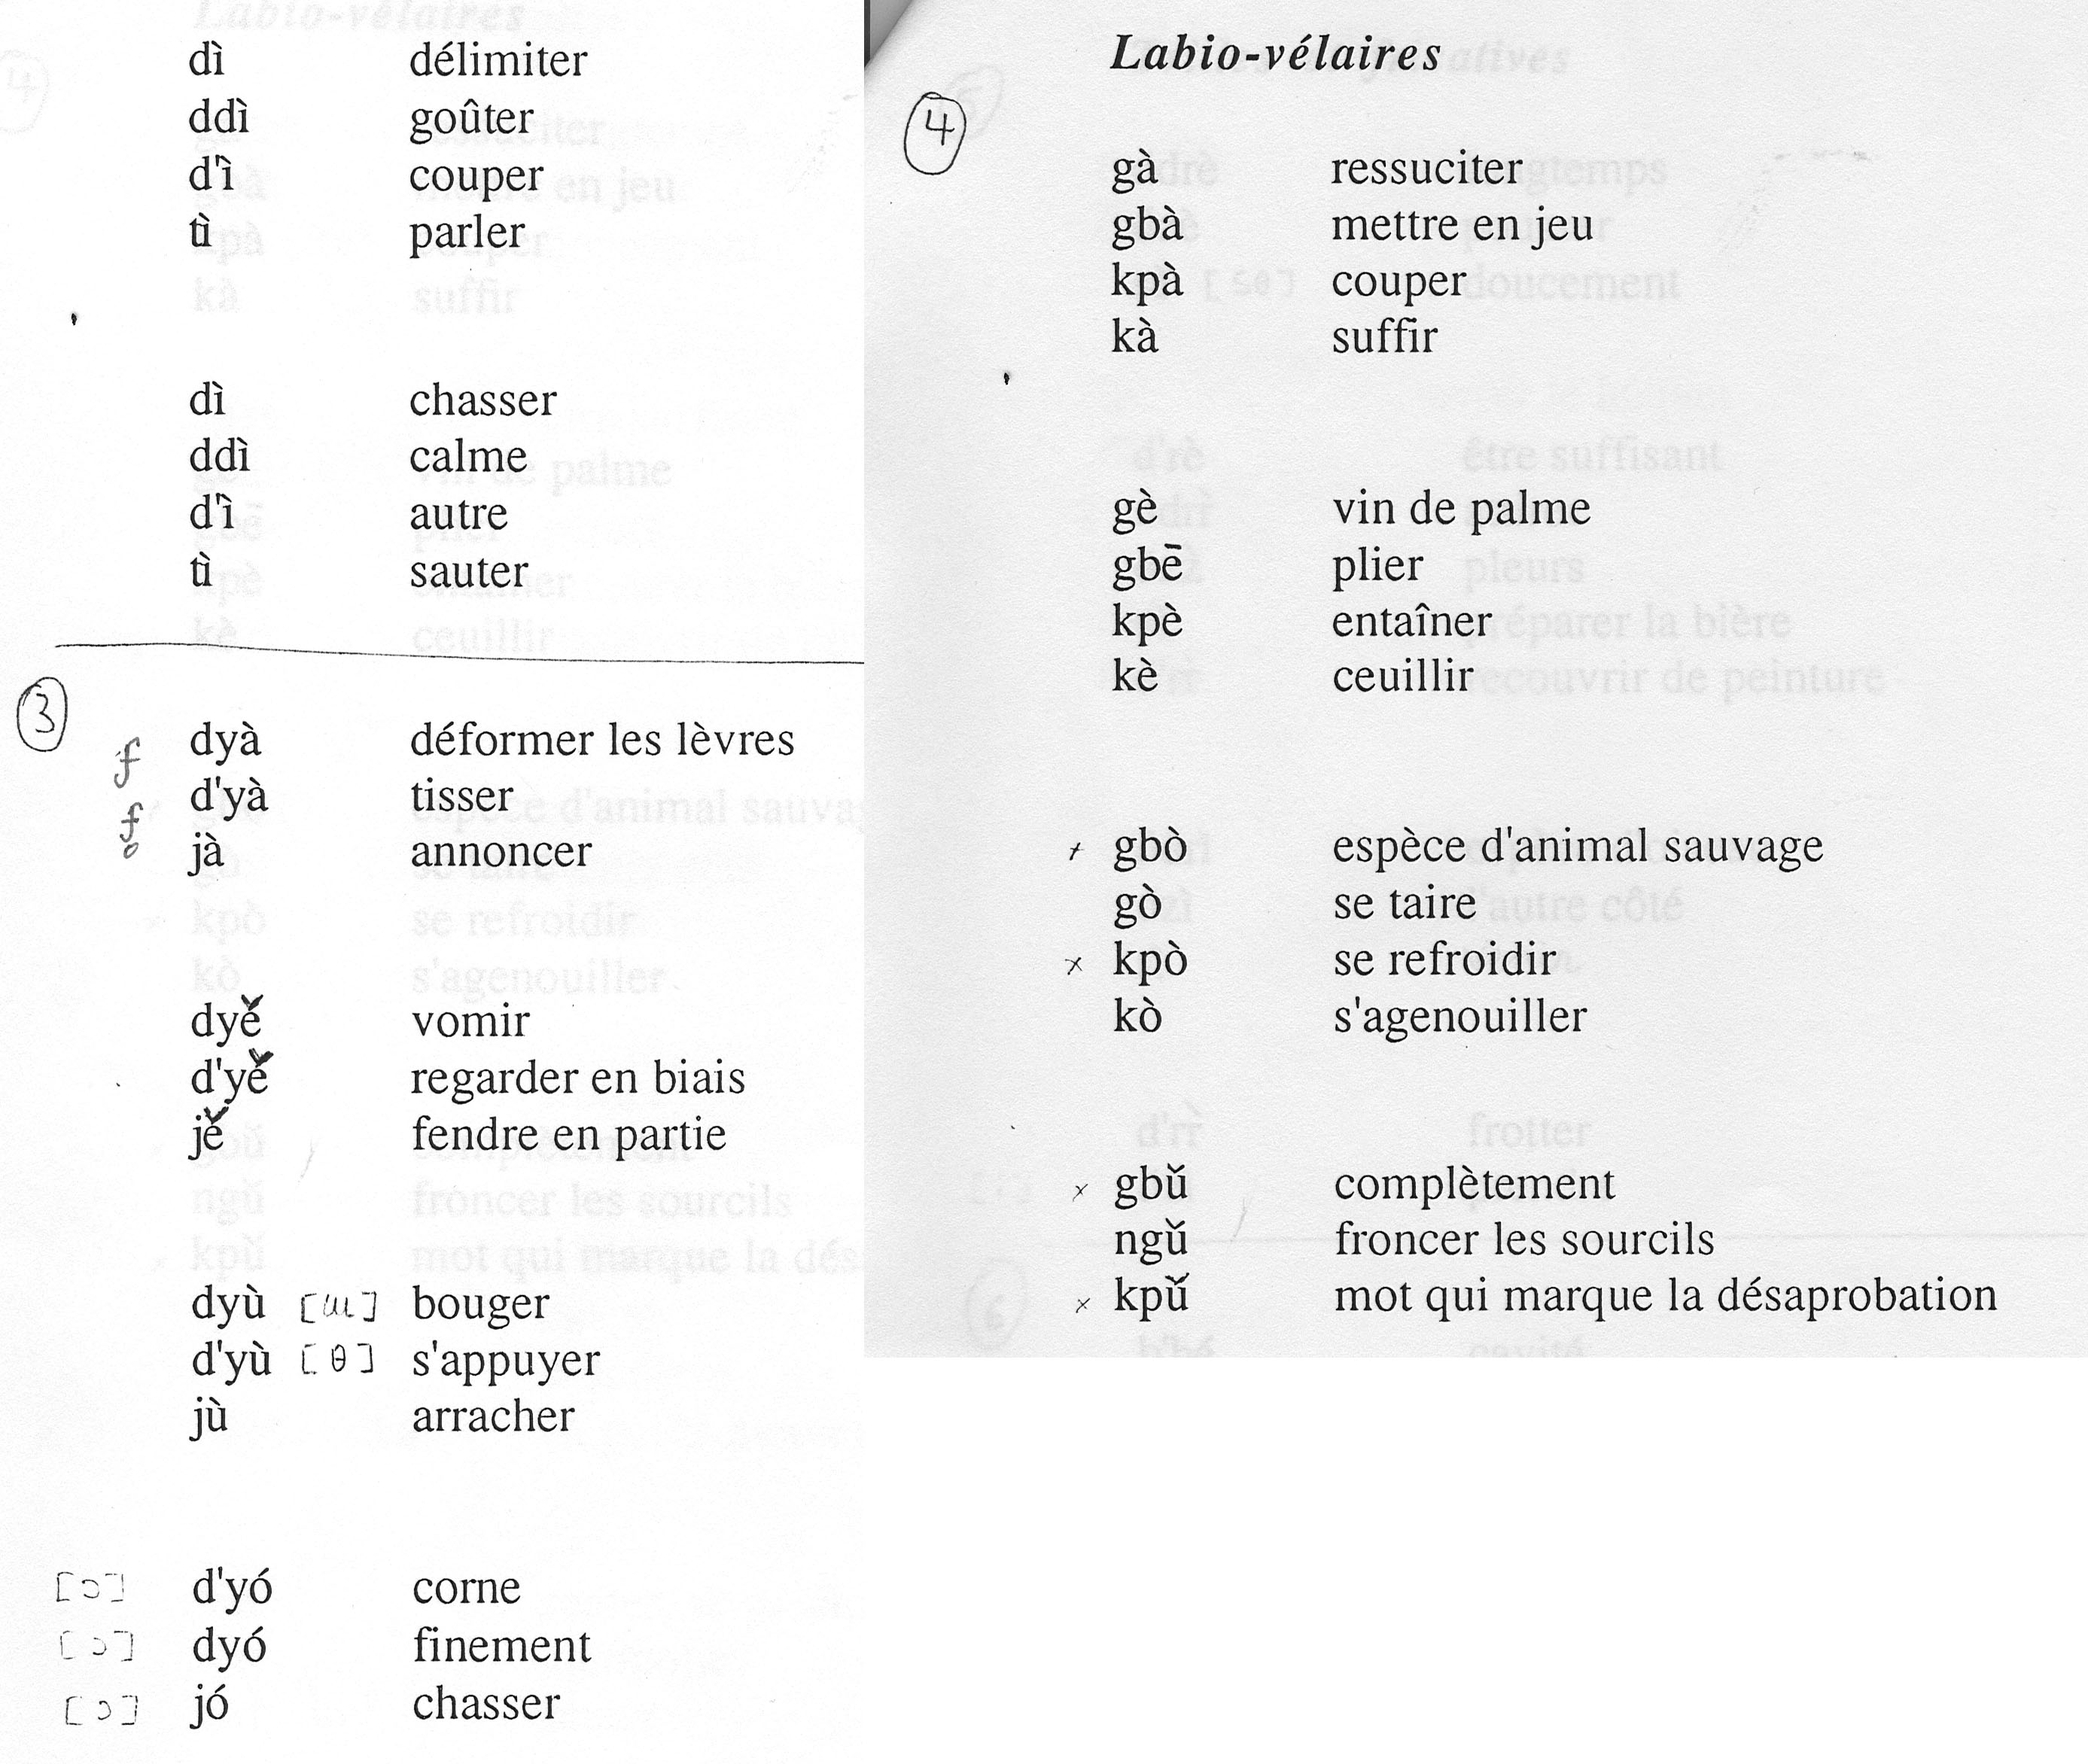 dì délimiter
ddì goûter
d'ì couper
tì parler
dì chasser
ddì calme
d'ì autre
tì sauter
3
dyà déformer les lèvres
ʄ
d'yà tisser
ʄ
jà annoncer
dyě vomir
d'yě regarder en biais
jě fendre en partie
dyù [ɯ] bouger
d'yù [ɵ] s'appuyer
jù arracher
[ɔ] d'yó corne
[ɔ] dyó finement
[ɔ] jó chasser
Labio-vélaires
4
gà ressuciter
gbà mettre en jeu
kpà couper
kà suffir
gè vin de palme
gbē plier
kpè entaîner
kè ceuillir
x gbò espèce d'animal sauvage
gò se taire
x kpò se refroidir
kò s'agenouiller
x gbǔ complètement
ngǔ froncer les sourcils
x kpǔ mot qui marque la désaprobation